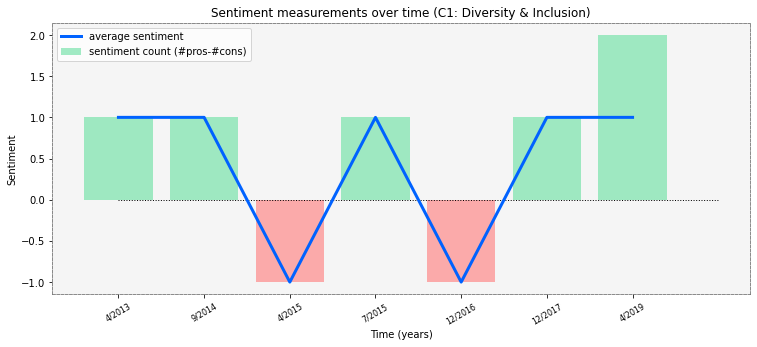 Sentiment measurements over time (C1: Diversity & Inclusion)
average sentiment
sentiment count (#pros-#cons)
Sentiment
2.0
1.5
1.0
0.5
0.0
−0.5
−1.0
4/2013
9/2014
4/2015
7/2015
12/2016
12/2017
4/2019
Time (years)